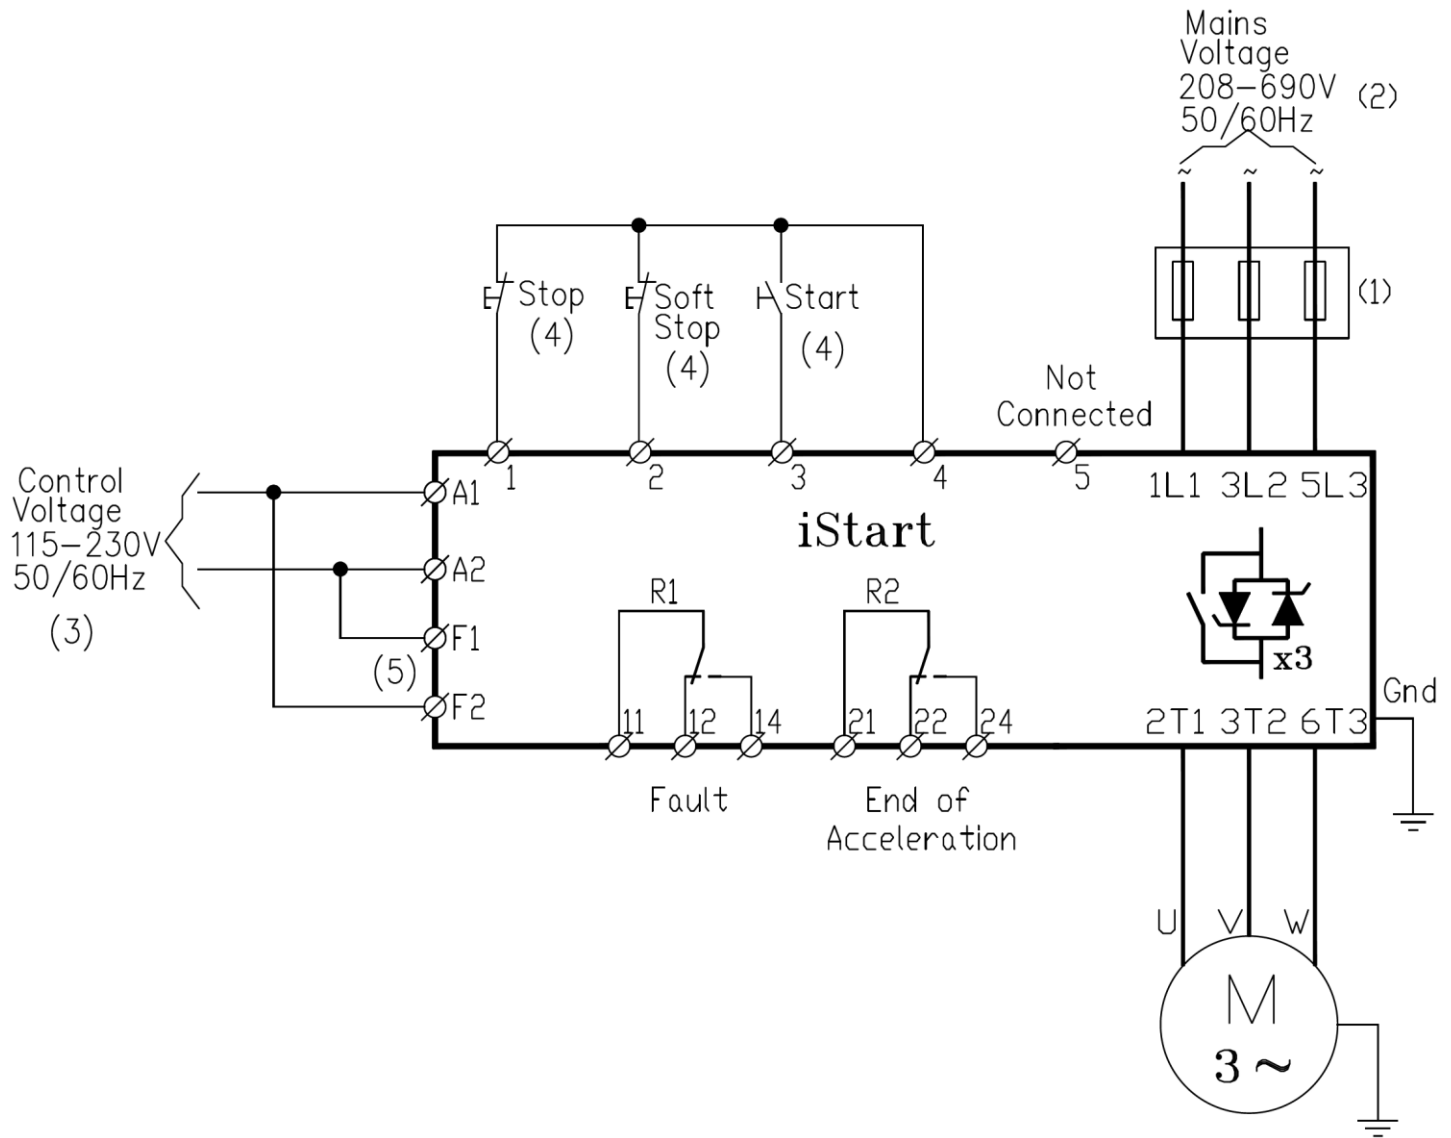 Mains
Voltage
208-690V (2)
50/60Hz
~ ~ ~
(1)
Stop
(4)
Soft
Stop
(4)
Start
(4)
Not
Connected
1 2 3 4 5
1L1 3L2 5L3
Control
Voltage
115-230V
50/60Hz
(3)
A1
A2
F1
(5)
F2
iStart
R1 R2
x3
Gnd
11 12 14 21 22 24
2T1 3T2 6T3
Fault
End of
Acceleration
U V W
M
3 ~